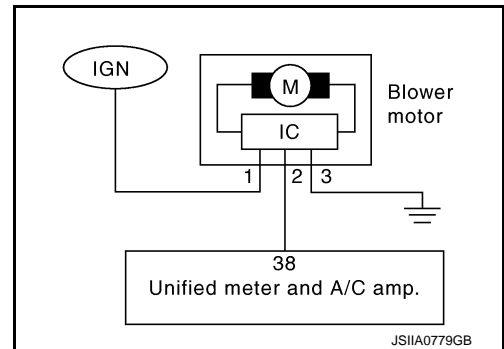 IGN
M
Blower
motor
IC
1 2 3
38
Unified meter and A/C amp.
JSIIA0779GB